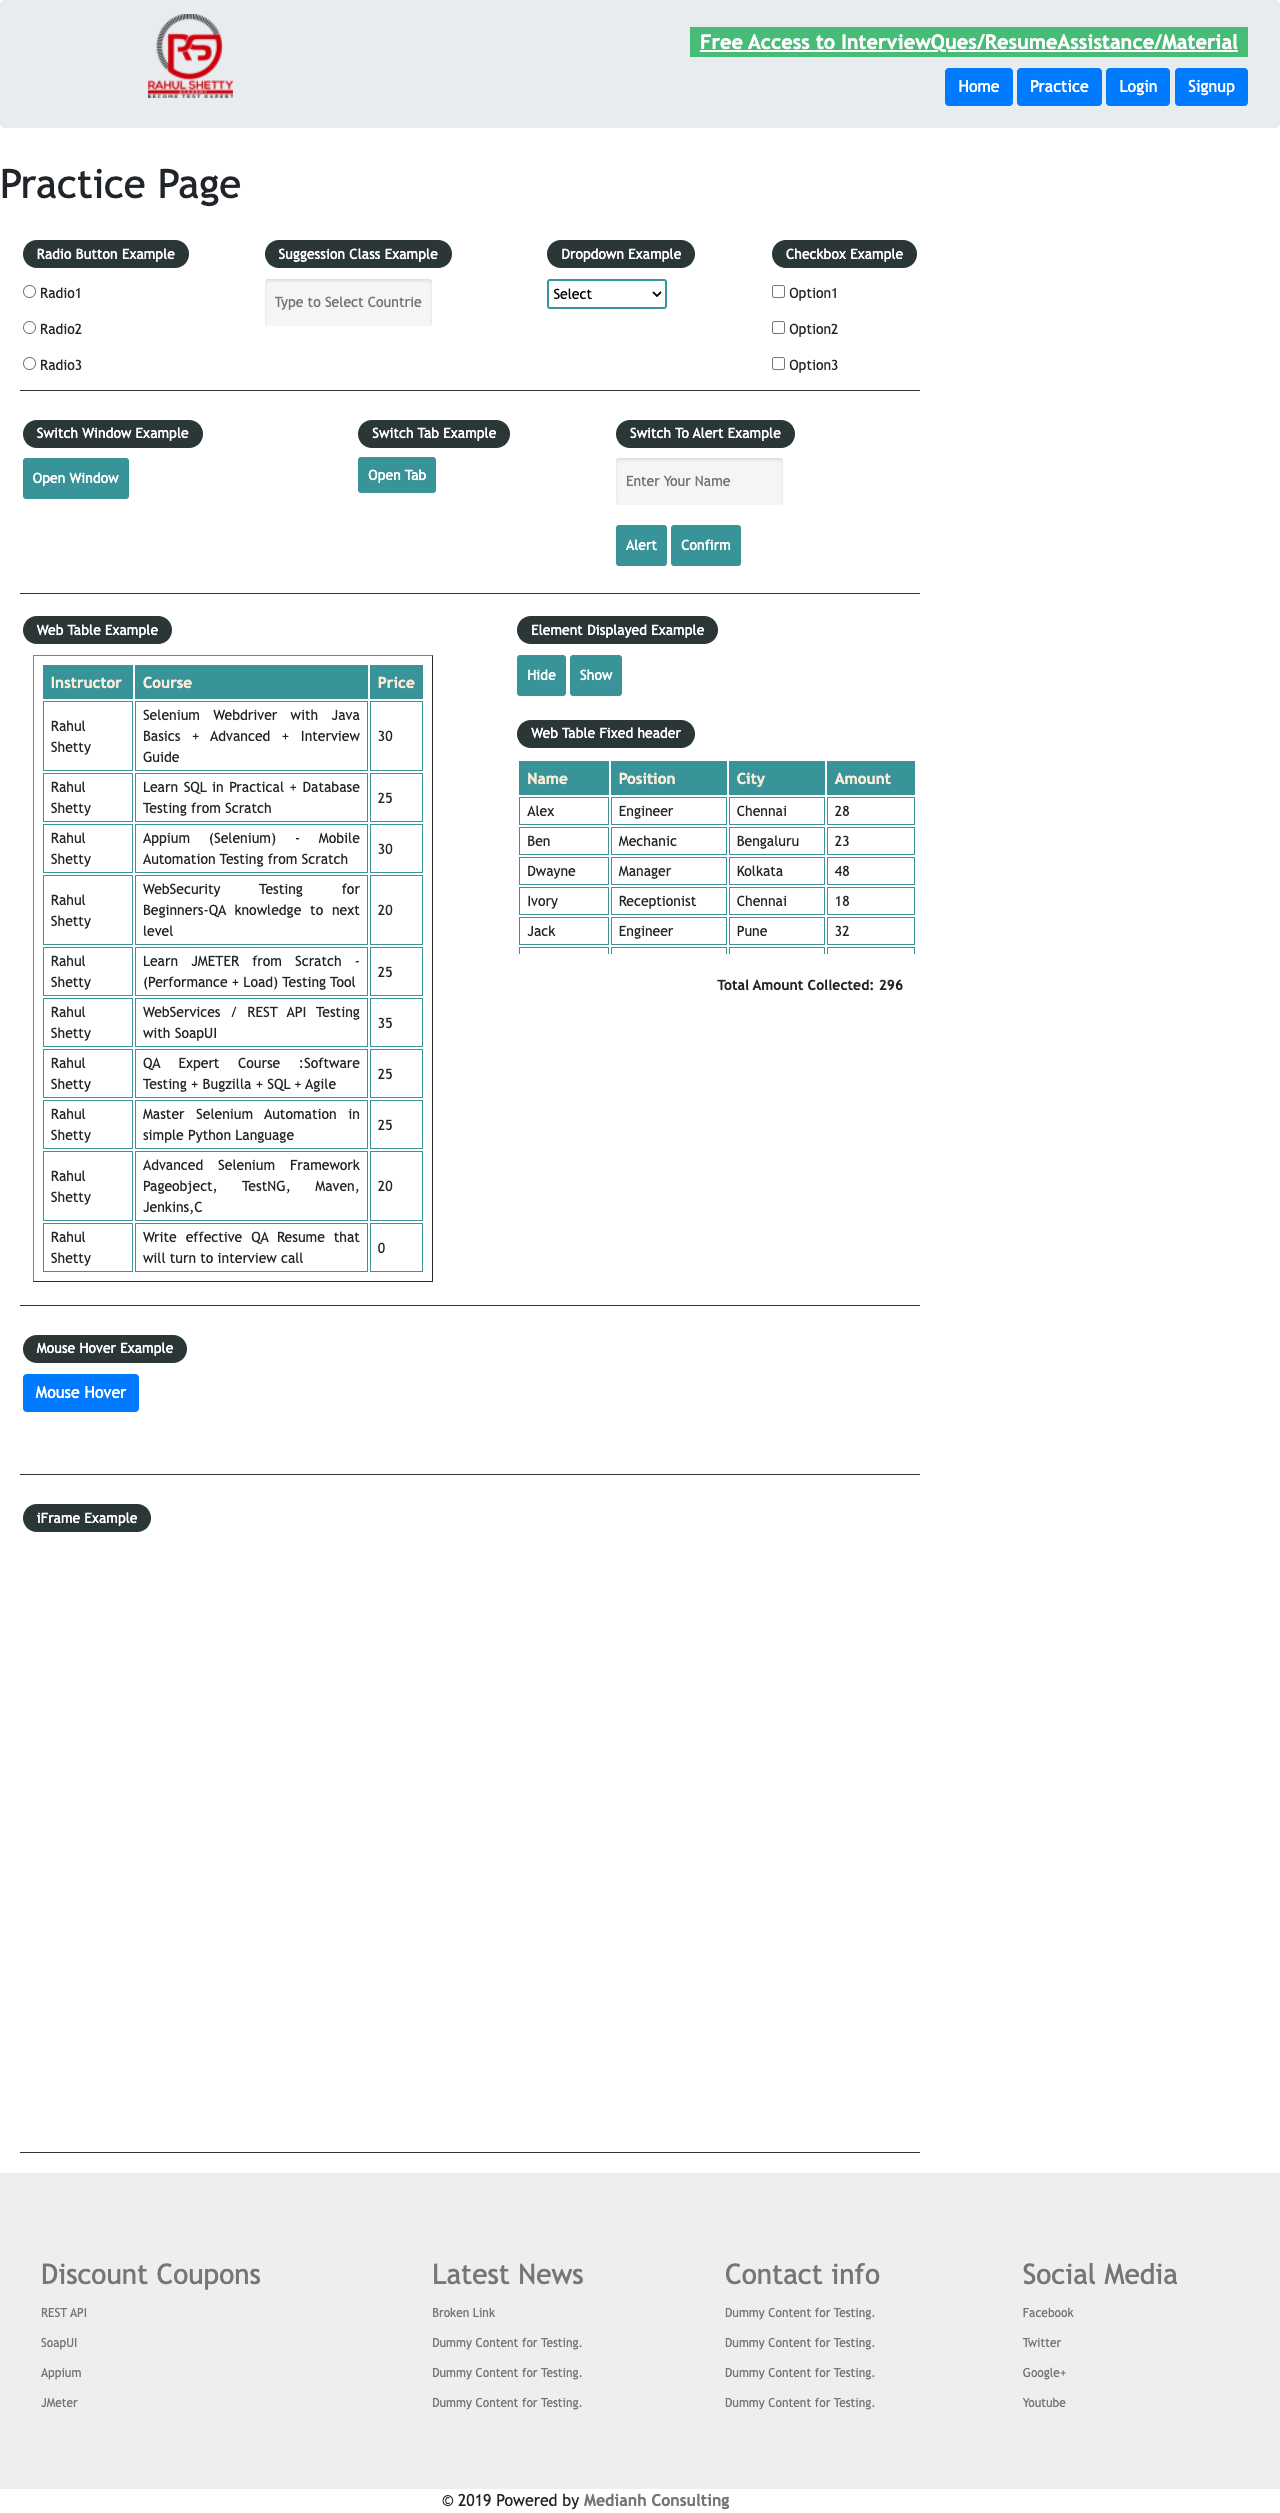 RAHUL SHETTY
BECOME TEST EXPERT
Free Access to InterviewQues/ResumeAssistance/Material
Home Practice Login Signup
Practice Page
Radio Button Example Suggession Class Example Dropdown Example Checkbox Example
Radio1 Type to Select Countrie Select Option1
Radio2 Option2
Radio3 Option3
Switch Window Example Switch Tab Example Switch To Alert Example
Open Window Open Tab Enter Your Name
Alert Confirm
Web Table Example
Instructor Course Price
Rahul Shetty Selenium Webdriver with Java
Basics + Advanced + Interview 30
Guide
Rahul Shetty Learn SQL in Practical + Database 25
Testing from Scratch
Rahul Shetty Appium (Selenium) - Mobile 30
Automation Testing from Scratch
Rahul Shetty WebSecurity Testing for
Beginners-QA knowledge to next 20
level
Rahul Shetty Learn JMETER from Scratch - 25
(Performance + Load) Testing Tool
Rahul Shetty WebServices / REST API Testing 35
with SoapUI
Rahul Shetty QA Expert Course :Software 25
Testing + Bugzilla + SQL + Agile
Rahul Shetty Master Selenium Automation in 25
simple Python Language
Rahul Shetty Advanced Selenium Framework
Pageobject, TestNG, Maven, 20
Jenkins,C
Rahul Shetty Write effective QA Resume that 0
will turn to interview call
Element Displayed Example
Hide Show
Web Table Fixed header
Name Position City Amount
Alex Engineer Chennai 28
Ben Mechanic Bengaluru 23
Dwayne Manager Kolkata 48
Ivory Receptionist Chennai 18
Jack Engineer Pune 32
Total Amount Collected: 296
Mouse Hover Example
Mouse Hover
iFrame Example
Discount Coupons Latest News Contact info Social Media
REST API Broken Link Dummy Content for Testing. Facebook
SoapUI Dummy Content for Testing. Dummy Content for Testing. Twitter
Appium Dummy Content for Testing. Dummy Content for Testing. Google+
JMeter Dummy Content for Testing. Dummy Content for Testing. Youtube
© 2019 Powered by Medianh Consulting